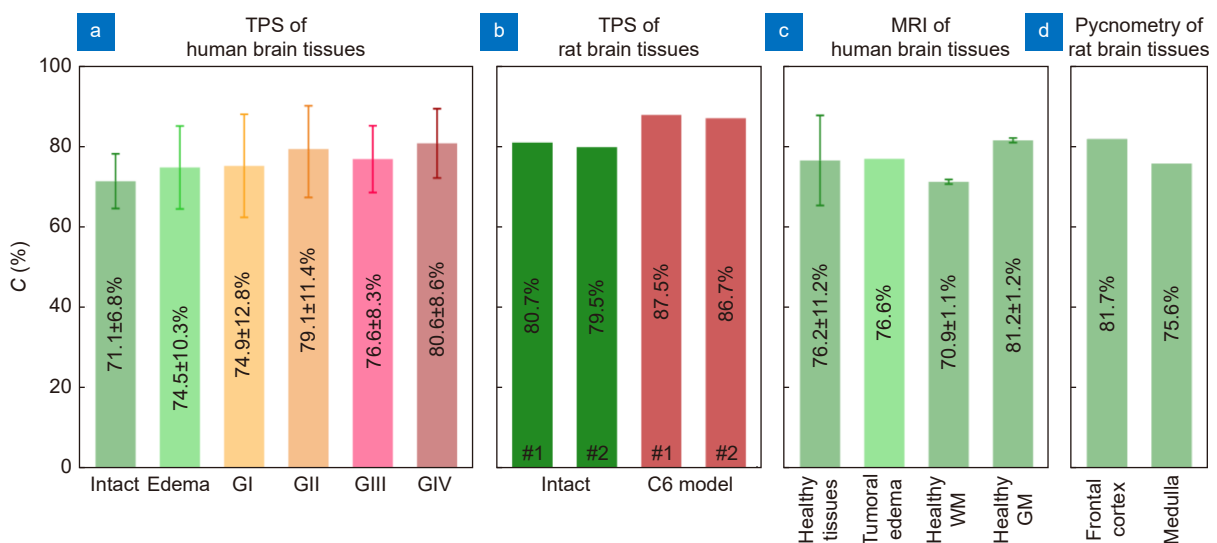 a
TPS of
human brain tissues
b
TPS of
rat brain tissues
c
MRI of
human brain tissues
d
Pycnometry of
rat brain tissues
C (%)
100
80
60
40
20
0
71.1±6.8%
74.5±10.3%
74.9±12.8%
79.1±11.4%
76.6±8.3%
80.6±8.6%
Intact
Edema
GI
GII
GIII
GIV
80.7%
79.5%
87.5%
86.7%
#1
#2
#1
#2
Intact
C6 model
76.2±11.2%
76.6%
70.9±1.1%
81.2±1.2%
Healthy
tissues
Tumoral
edema
Healthy
WM
Healthy
GM
81.7%
75.6%
Frontal
cortex
Medulla